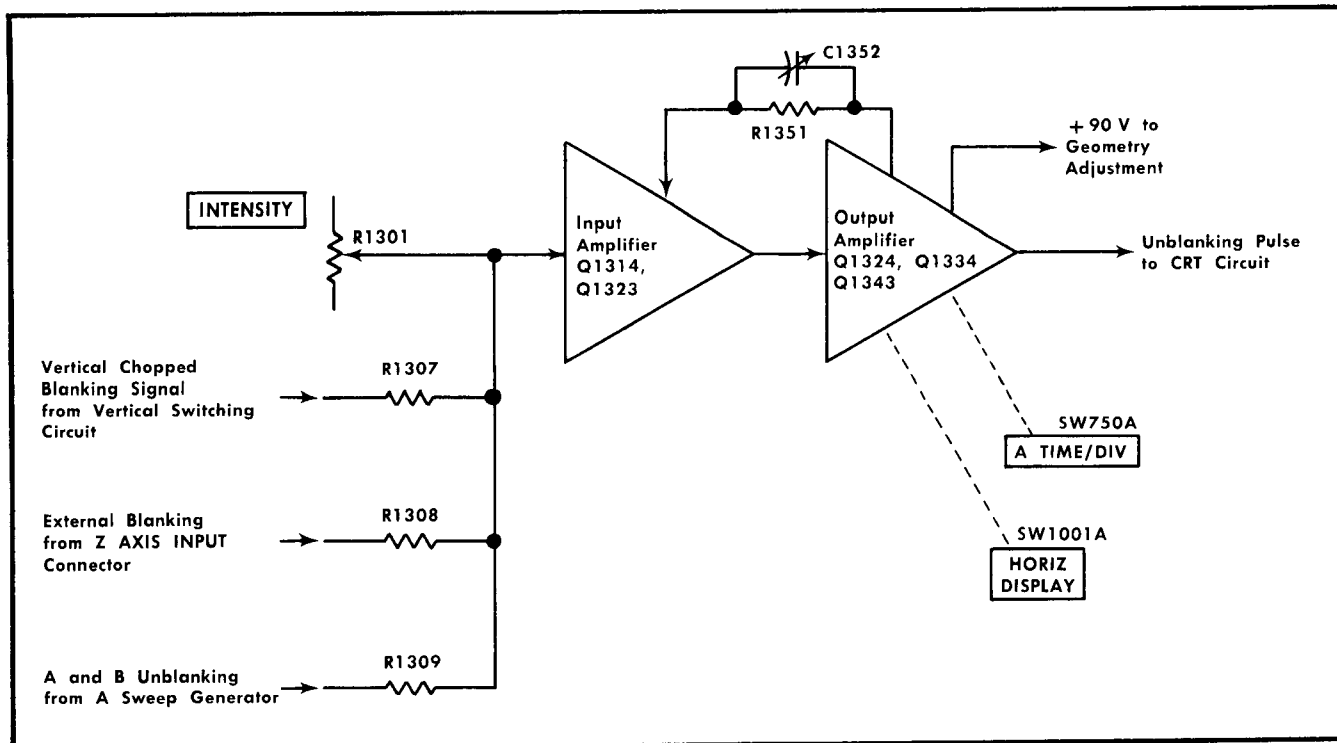 C1352
R1351
+90 V to
Geometry
Adjustment
INTENSITY
R1301
Input
Amplifier
Q1314,
Q1323
Output
Amplifier
Q1324, Q1334
Q1343
Unblanking Pulse
to CRT Circuit
Vertical Chopped
Blanking Signal
from Vertical Switching
Circuit
R1307
SW750A
A TIME/DIV
External Blanking
from Z AXIS INPUT
Connector
R1308
SW1001A
HORIZ
DISPLAY
A and B Unblanking
from A Sweep Generator
R1309